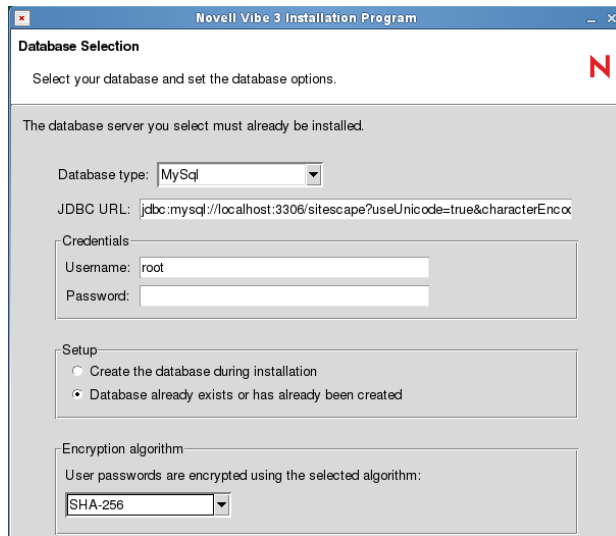 Novell Vibe 3 Installation Program
Database Selection
Select your database and set the database options.
N
The database server you select must already be installed.
Database type: MySql
JDBC URL: jdbc:mysql://localhost:3306/sitescape?useUnicode=true&characterEncod
Credentials
Username: root
Password:
Setup
Create the database during installation
Database already exists or has already been created
Encryption algorithm
User passwords are encrypted using the selected algorithm:
SHA-256